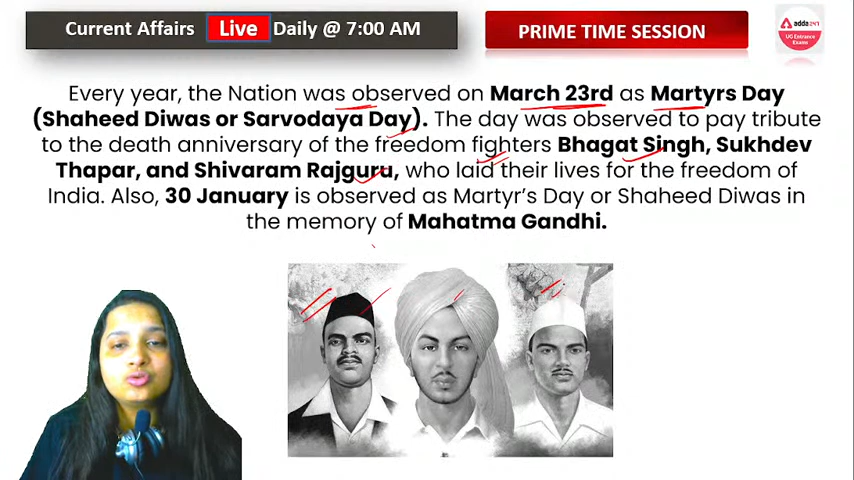 Current Affairs Live Daily @ 7:00 AM
PRIME TIME SESSION
adda247
UG Entrance
Exams
Every year, the Nation was observed on March 23rd as Martyrs Day
(Shaheed Diwas or Sarvodaya Day). The day was observed to pay tribute
to the death anniversary of the freedom fighters Bhagat Singh, Sukhdev
Thapar, and Shivaram Rajguru, who laid their lives for the freedom of
India. Also, 30 January is observed as Martyr's Day or Shaheed Diwas in
the memory of Mahatma Gandhi.